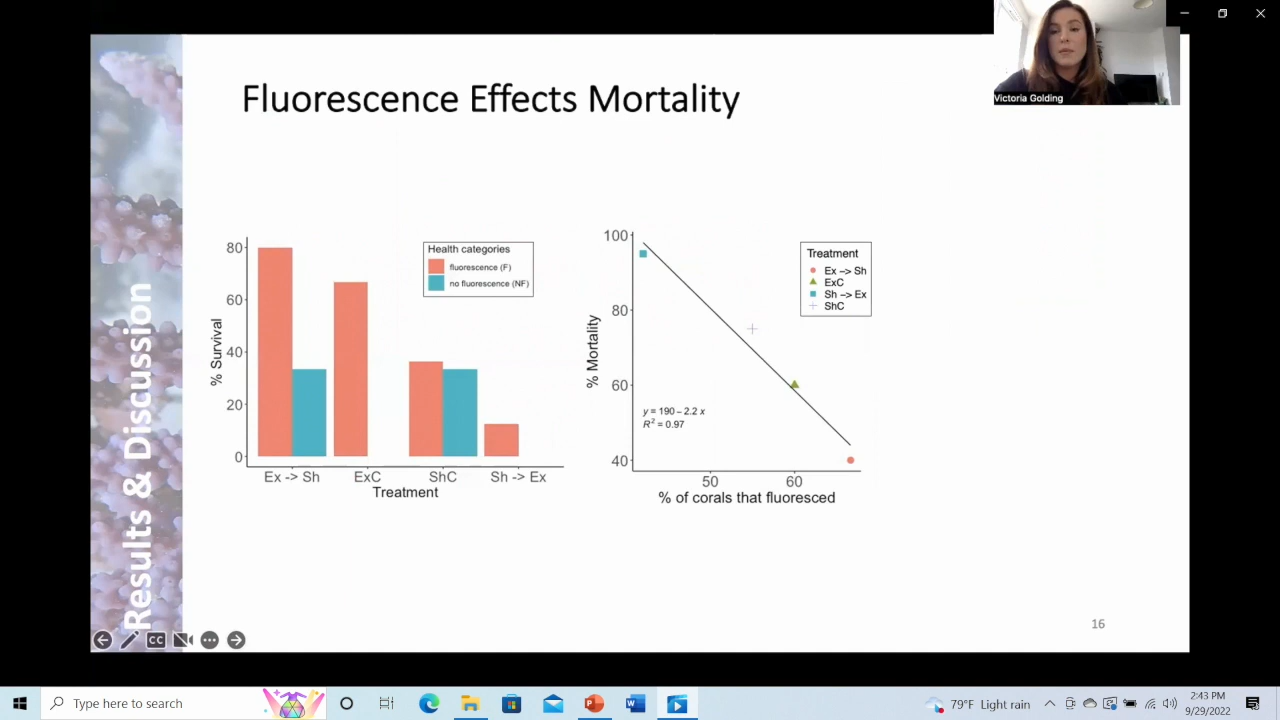 Victoria Golding
Fluorescence Effects Mortality
Results & Discussion
80
60
40
20
0
% Survival
Health categories
fluorescence (F)
no fluorescence (NF)
Ex -> Sh
ExC
ShC
Sh -> Ex
Treatment
100
80
60
40
% Mortality
Treatment
Ex -> Sh
ExC
Sh -> Ex
ShC
y = 190 – 2.2 x
R² = 0.97
50
60
% of corals that fluoresced
16
CC
Type here to search
79°F Light rain
2:43 PM
9/29/2022